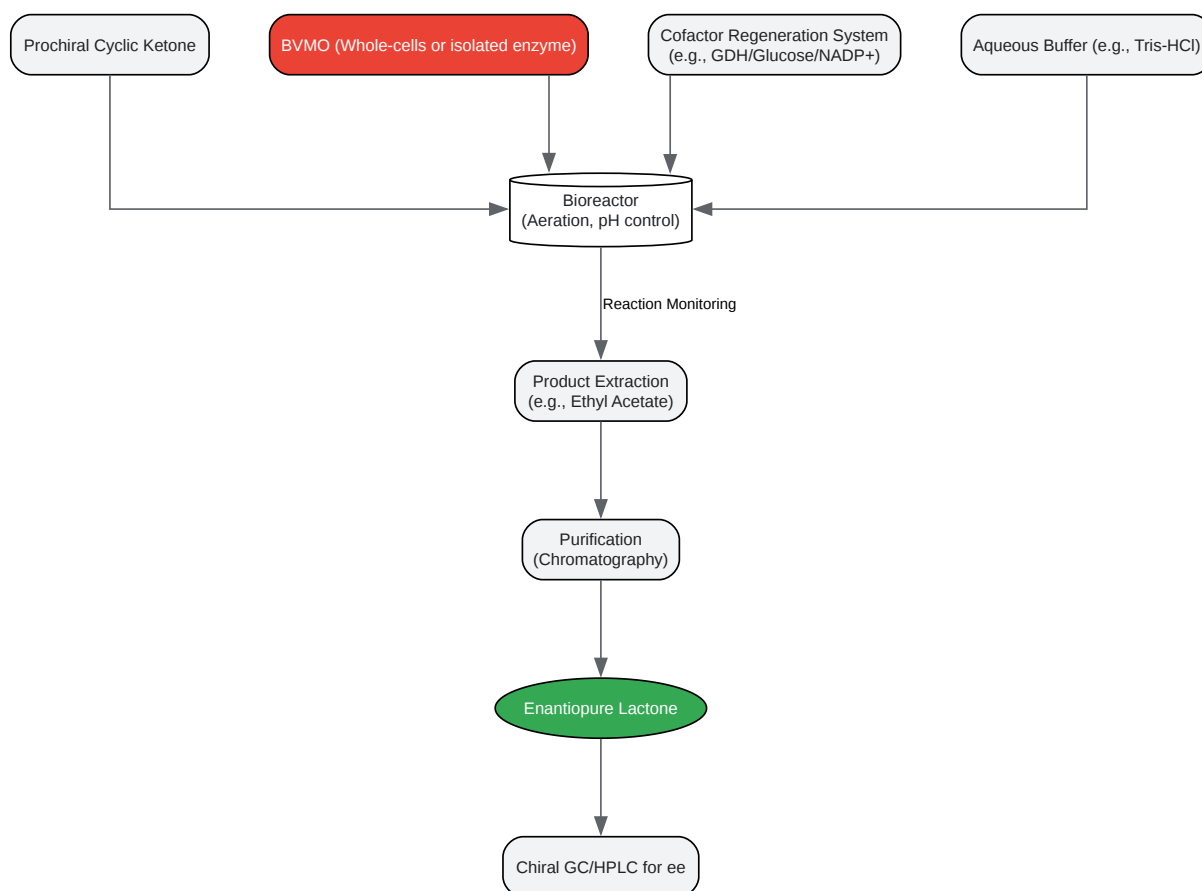 Prochiral Cyclic Ketone
BVMO (Whole-cells or isolated enzyme)
Cofactor Regeneration System
(e.g., GDH/Glucose/NADP+)
Aqueous Buffer (e.g., Tris-HCl)
Bioreactor
(Aeration, pH control)
Reaction Monitoring
Product Extraction
(e.g., Ethyl Acetate)
Purification
(Chromatography)
Enantiopure Lactone
Chiral GC/HPLC for ee